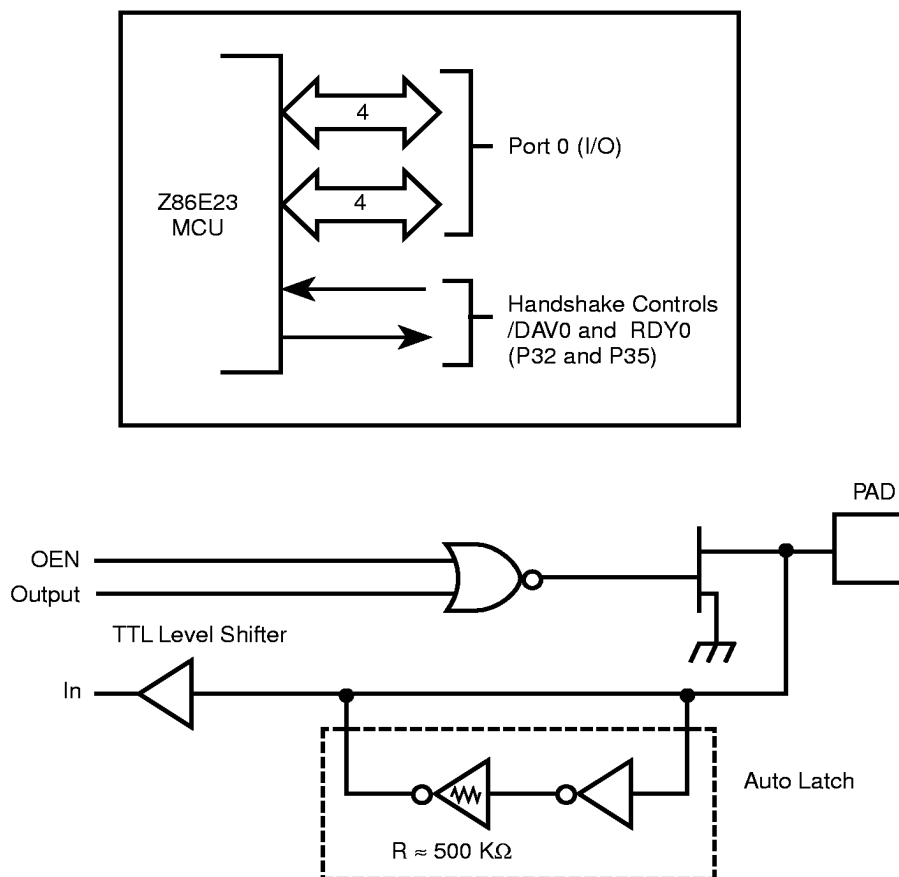 4
Port 0 (I/O)
Z86E23
MCU
4
Handshake Controls
/DAV0 and RDY0
(P32 and P35)
PAD
OEN
Output
TTL Level Shifter
In
Auto Latch
R ≈ 500 KΩ